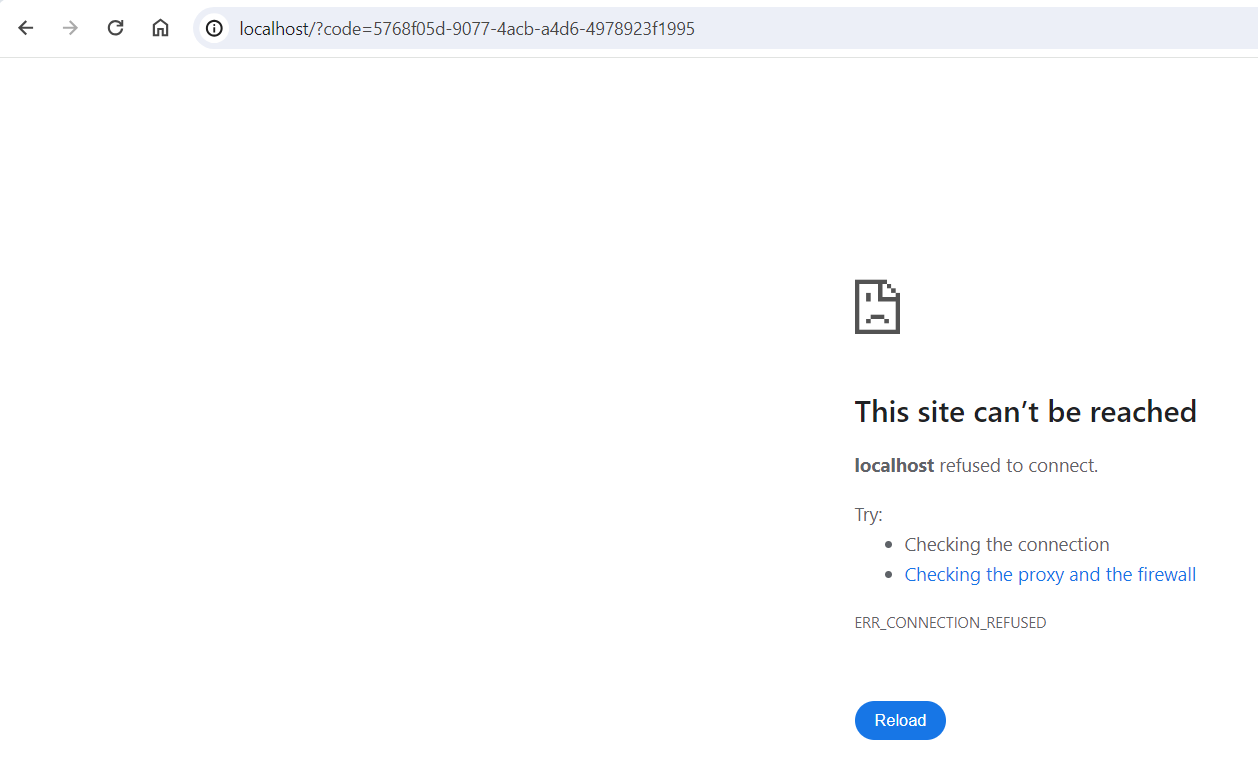 localhost/?code=5768f05d-9077-4acb-a4d6-4978923f1995
This site can’t be reached
localhost refused to connect.
Try:
• Checking the connection
• Checking the proxy and the firewall
ERR_CONNECTION_REFUSED
Reload